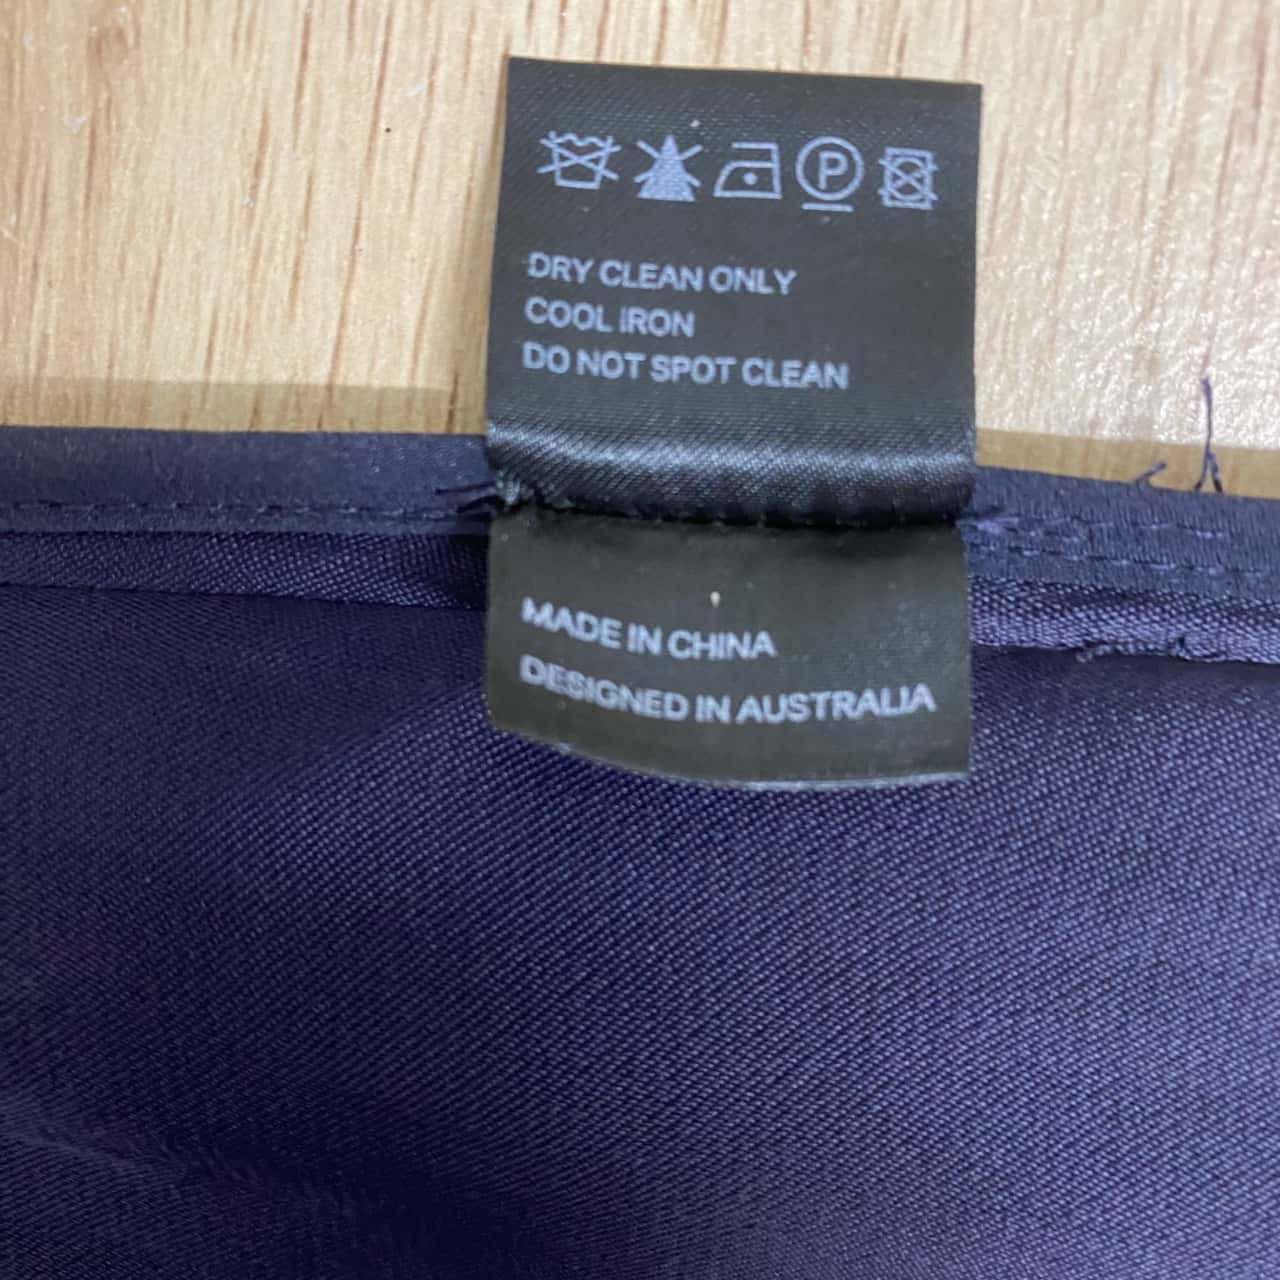 P
DRY CLEAN ONLY
COOL IRON
DO NOT SPOT CLEAN
MADE IN CHINA
DESIGNED IN AUSTRALIA